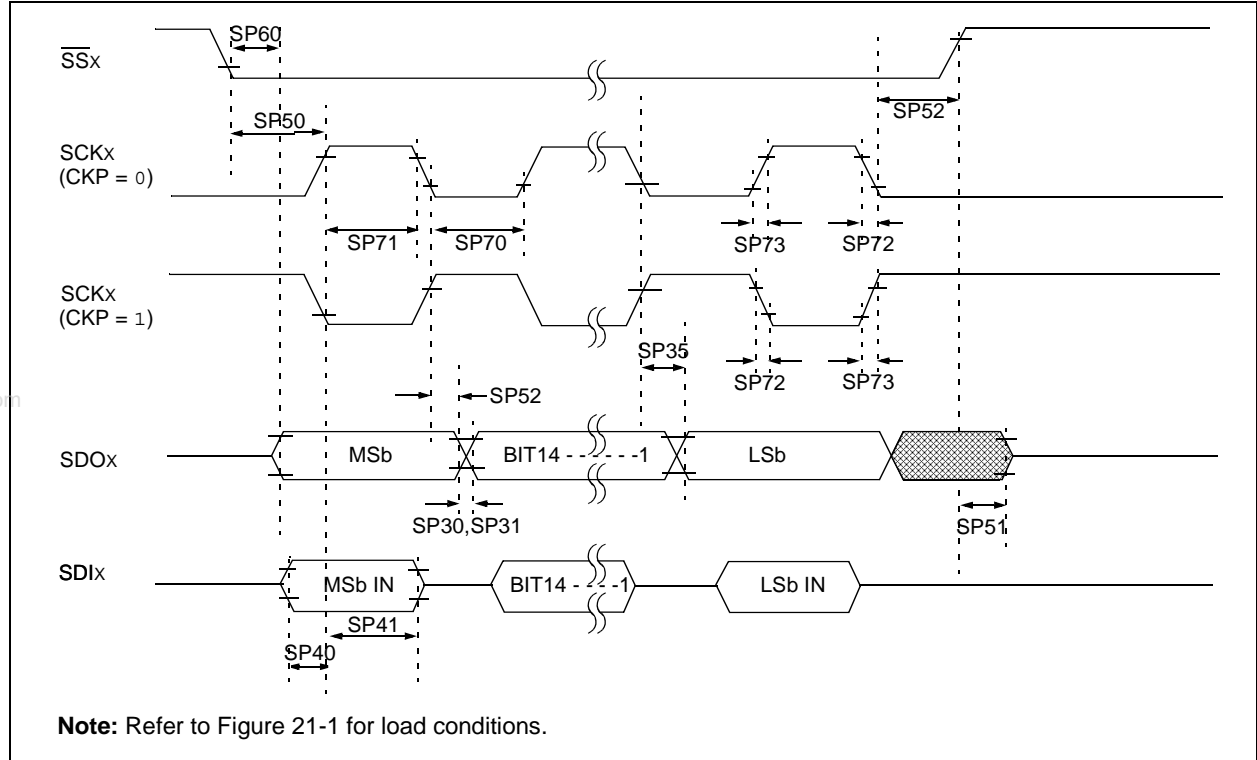 SP60
SSX
SP52
SP50
SCKX
(CKP = 0)
SP71
SP70
SP73
SP72
SCKX
(CKP = 1)
SP35
SP72
SP73
SP52
om
SDOX
MSb
BIT14 - - - - - -1
LSb
SP30,SP31
SP51
SDIX
MSb IN
BIT14 - - - -1
LSb IN
SP41
SP40
Note: Refer to Figure 21-1 for load conditions.